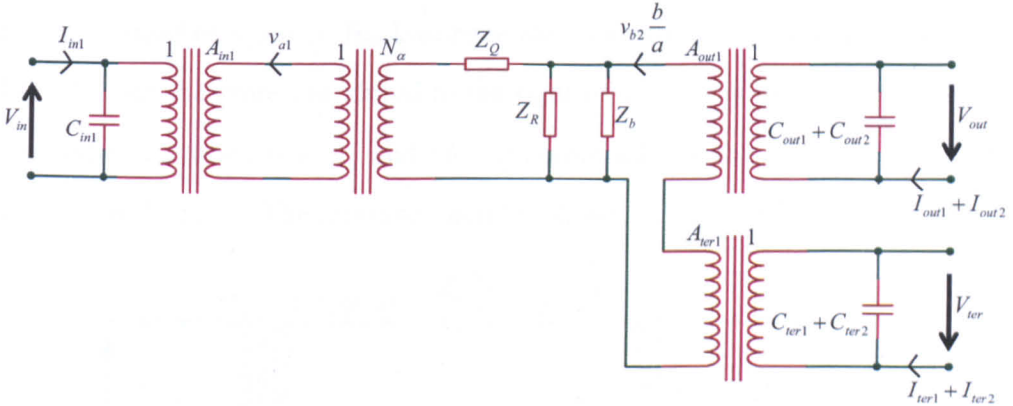 I_in1
1
A_in1
v_a1
1
N_α
Z_Q
v_b2 b/a
A_out1
1
V_in
C_in1
Z_R
Z_b
C_out1 + C_out2
V_out
I_out1 + I_out2
A_ter1
1
C_ter1 + C_ter2
V_ter
I_ter1 + I_ter2